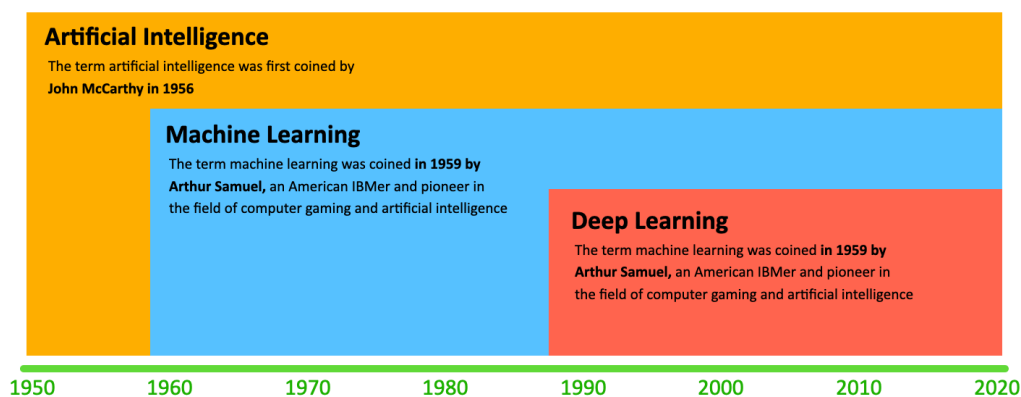 Artificial Intelligence
The term artificial intelligence was first coined by
John McCarthy in 1956
Machine Learning
The term machine learning was coined in 1959 by
Arthur Samuel, an American IBMer and pioneer in
the field of computer gaming and artificial intelligence
Deep Learning
The term machine learning was coined in 1959 by
Arthur Samuel, an American IBMer and pioneer in
the field of computer gaming and artificial intelligence
1950 1960 1970 1980 1990 2000 2010 2020